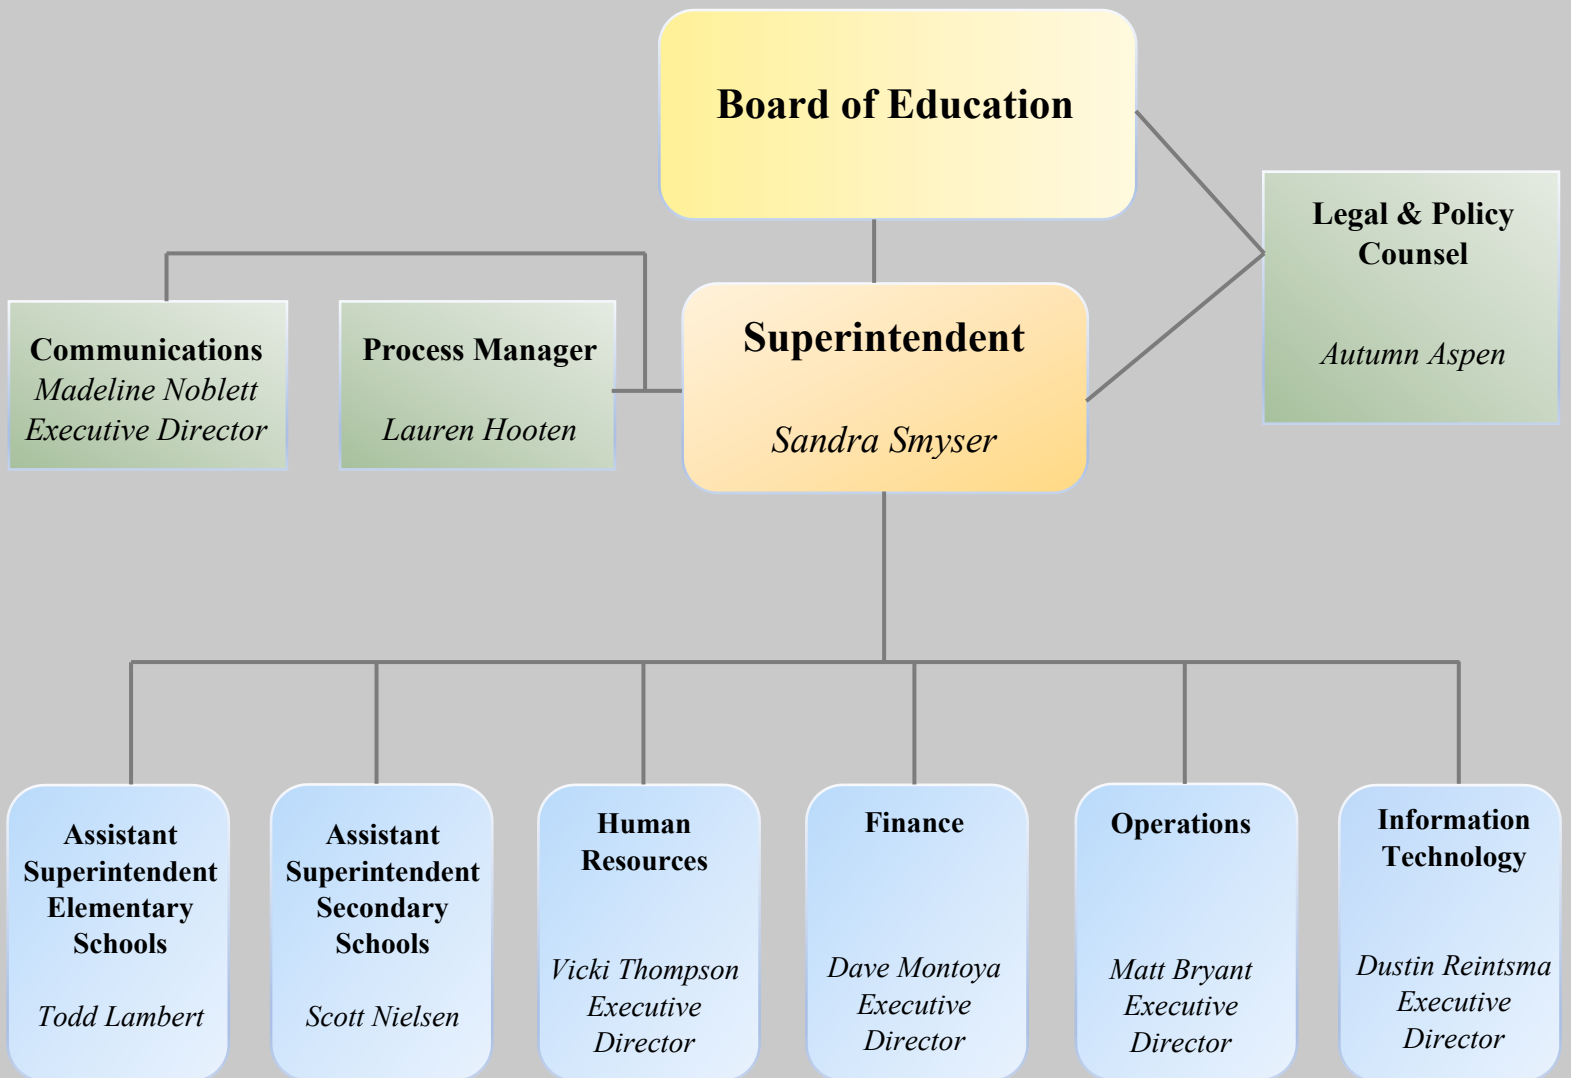 Board of Education
Legal & Policy
Counsel
Autumn Aspen
Communications
Madeline Noblett
Executive Director
Process Manager
Lauren Hooten
Superintendent
Sandra Smyser
Assistant
Superintendent
Elementary
Schools
Todd Lambert
Assistant
Superintendent
Secondary
Schools
Scott Nielsen
Human
Resources
Vicki Thompson
Executive
Director
Finance
Dave Montoya
Executive
Director
Operations
Matt Bryant
Executive
Director
Information
Technology
Dustin Reintsma
Executive
Director